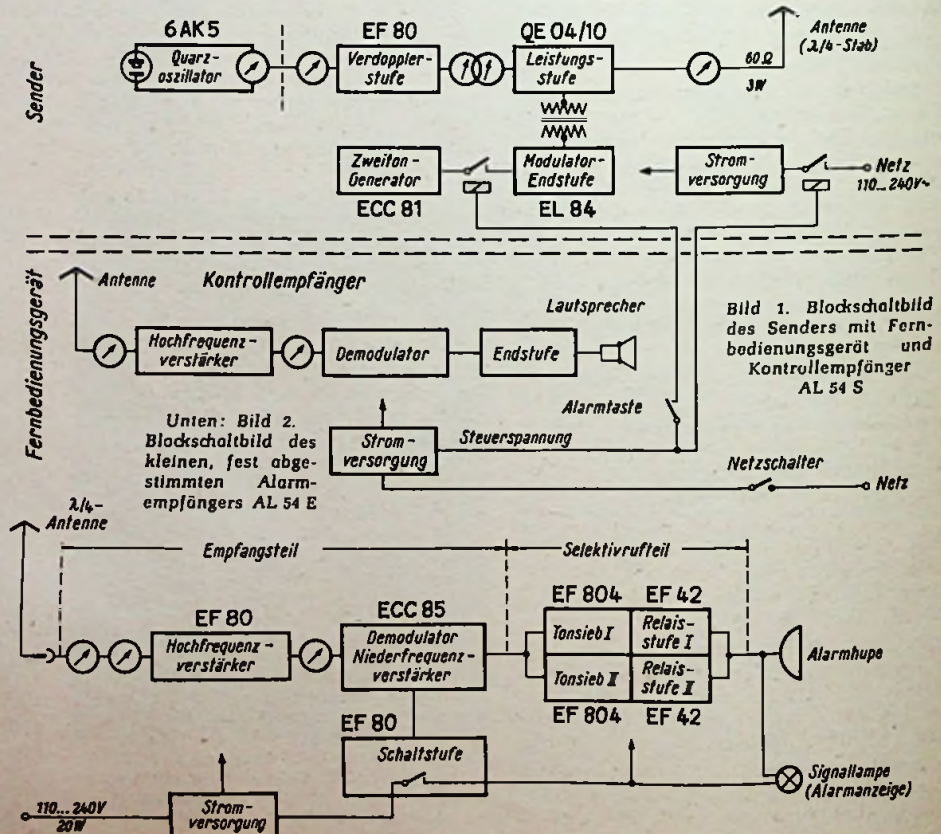 Sender
6AK5
Quarz-
oszillator
EF 80
Verdoppler-
stufe
QE 04/10
Leistungs-
stufe
60 Ω
3W
Antenne
(λ/4-Stab)
Zweiton-
Generator
ECC 81
Modulator-
Endstufe
EL 84
Strom-
versorgung
Netz
110...240V~
Fernbedienungsgerät
Antenne
Kontrollempfänger
Hochfrequenz-
verstärker
Demodulator
Endstufe
Lautsprecher
Bild 1. Blockschaltbild
des Senders mit Fern-
bedienungsgerät und
Kontrollempfänger
AL 54 S
Alarmtaste
Unten: Bild 2.
Blockschaltbild des
kleinen, fest abge-
stimmten Alarm-
empfängers AL 54 E
Strom-
versorgung
Steuerspannung
Netzschalter
Netz
λ/4-
Antenne
Empfangsteil
Selektivrufteil
EF 80
Hochfrequenz-
verstärker
ECC 85
Demodulator
Niederfrequenz-
verstärker
EF 804
EF 42
Tonsieb I
Relais-
stufe I
Tonsieb II
Relais-
stufe II
EF 804
EF 42
Alarmhupe
EF 80
Schaltstufe
Signallampe
(Alarmanzeige)
110...240V
20W
Strom-
versorgung